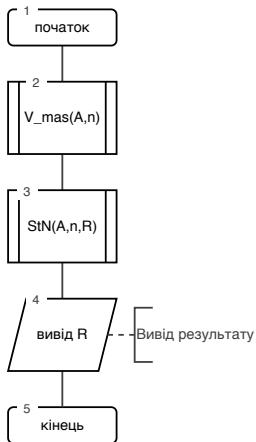 1
початок
2
V_mas(A,n)
3
StN(A,n,R)
4
вивід R
Вивід результату
5
кінець